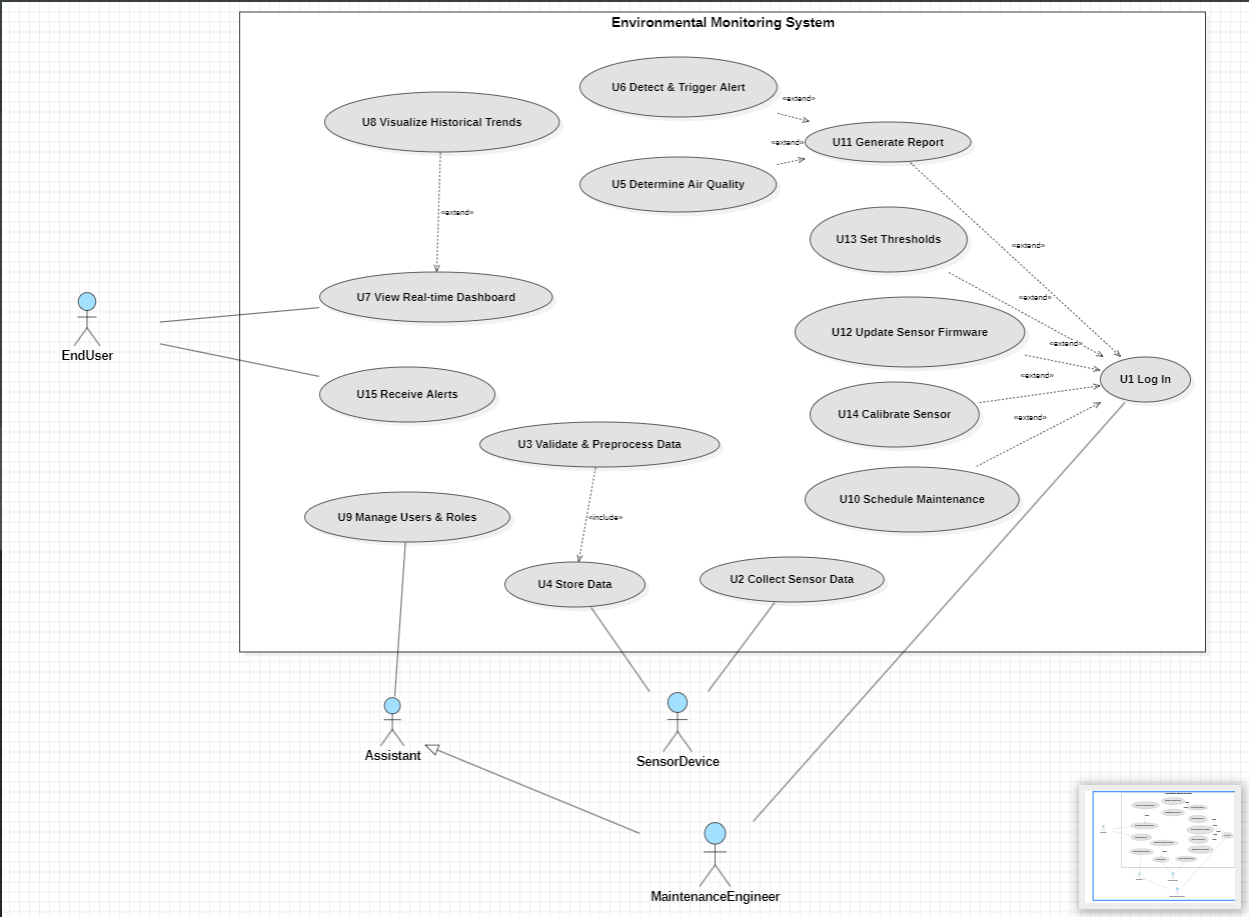 Environmental Monitoring System
U6 Detect & Trigger Alert
«extend»
U8 Visualize Historical Trends
«extend»
U11 Generate Report
U5 Determine Air Quality
«extend»
U13 Set Thresholds
«extend»
«extend»
U7 View Real-time Dashboard
U12 Update Sensor Firmware
«extend»
EndUser
«extend»
U1 Log In
U15 Receive Alerts
U14 Calibrate Sensor
«extend»
U3 Validate & Preprocess Data
U10 Schedule Maintenance
U9 Manage Users & Roles
«include»
U4 Store Data
U2 Collect Sensor Data
Assistant
SensorDevice
MaintenanceEngineer